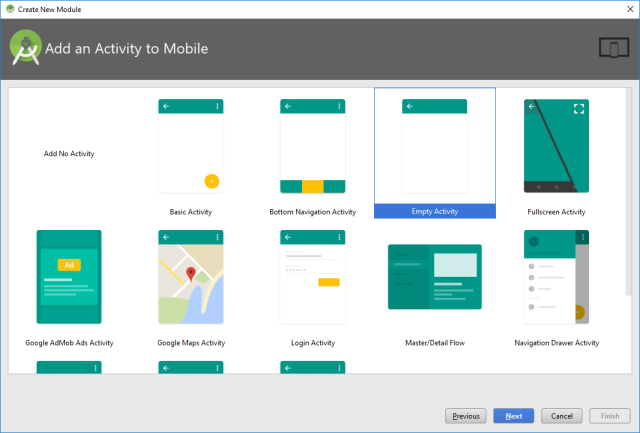 Create New Module
Add an Activity to Mobile
Add No Activity
Basic Activity
Bottom Navigation Activity
Empty Activity
Fullscreen Activity
Ad
Google AdMob Ads Activity
Google Maps Activity
Login Activity
Master/Detail Flow
Navigation Drawer Activity
Previous
Next
Cancel
Finish